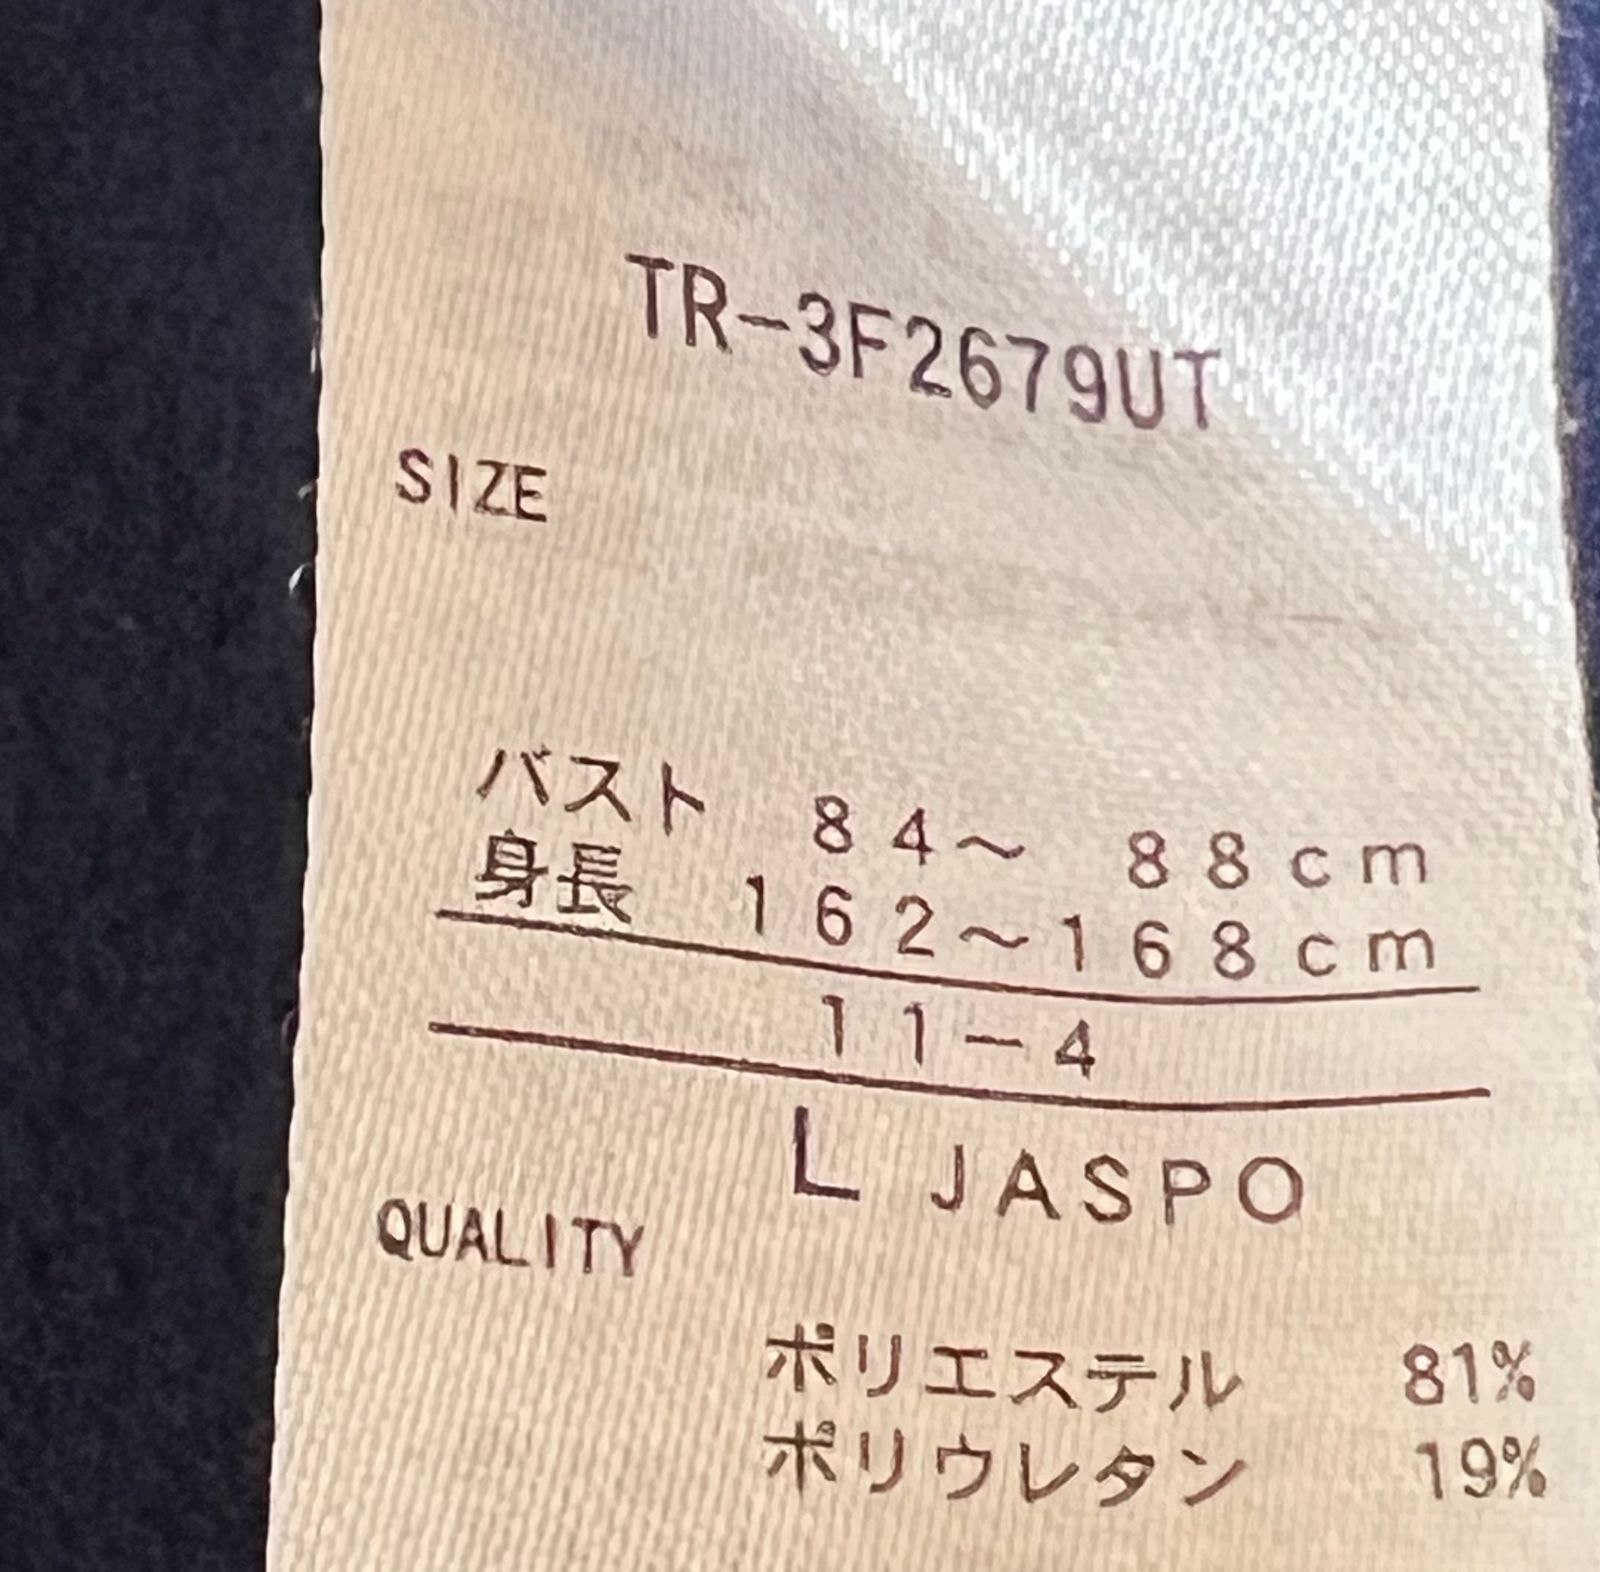 TR-3F2679UT
SIZE
バスト 84～ 88cm
身長 162～168cm
11-4
L JASPO
QUALITY
ポリエステル 81%
ポリウレタン 19%